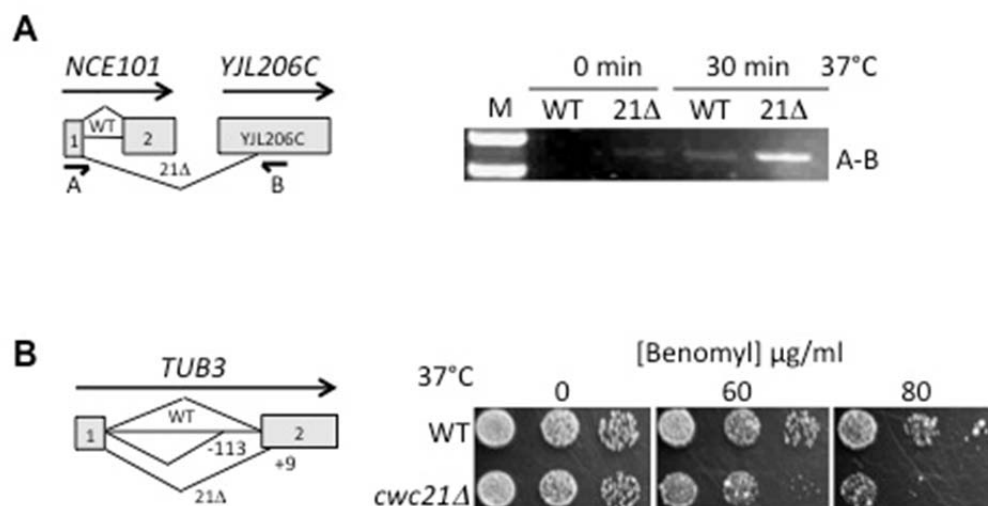 A
NCE101 YJL206C
0 min 30 min 37°C
M WT 21Δ WT 21Δ
1 WT 2 YJL206C
A-B
21Δ
A B
B
TUB3
[Benomyl] µg/ml
37°C 0 60 80
WT
1 WT 2
-113
+9
21Δ
WT
cwc21Δ